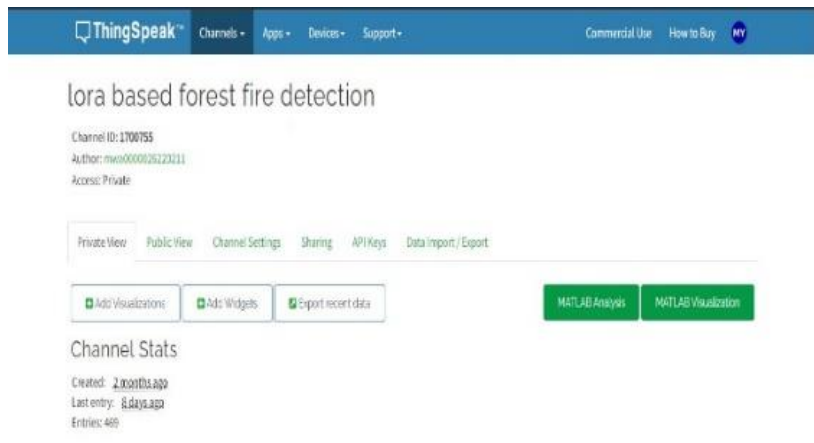 ThingSpeak™ Channels Apps Devices Support Commercial Use How to Buy MY
lora based forest fire detection
Channel ID: 1700755
Author:
Access: Private
Private View Public View Channel Settings Sharing API Keys Data Import / Export
Add Visualizations Add Widgets Export recent data MATLAB Analysis MATLAB Visualization
Channel Stats
Created: 2 months ago
Last entry: 8 days ago
Entries: 469